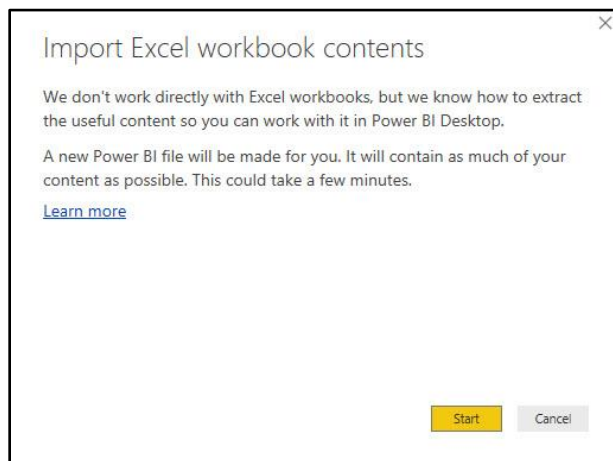 Import Excel workbook contents
We don't work directly with Excel workbooks, but we know how to extract
the useful content so you can work with it in Power BI Desktop.
A new Power BI file will be made for you. It will contain as much of your
content as possible. This could take a few minutes.
Learn more
Start Cancel